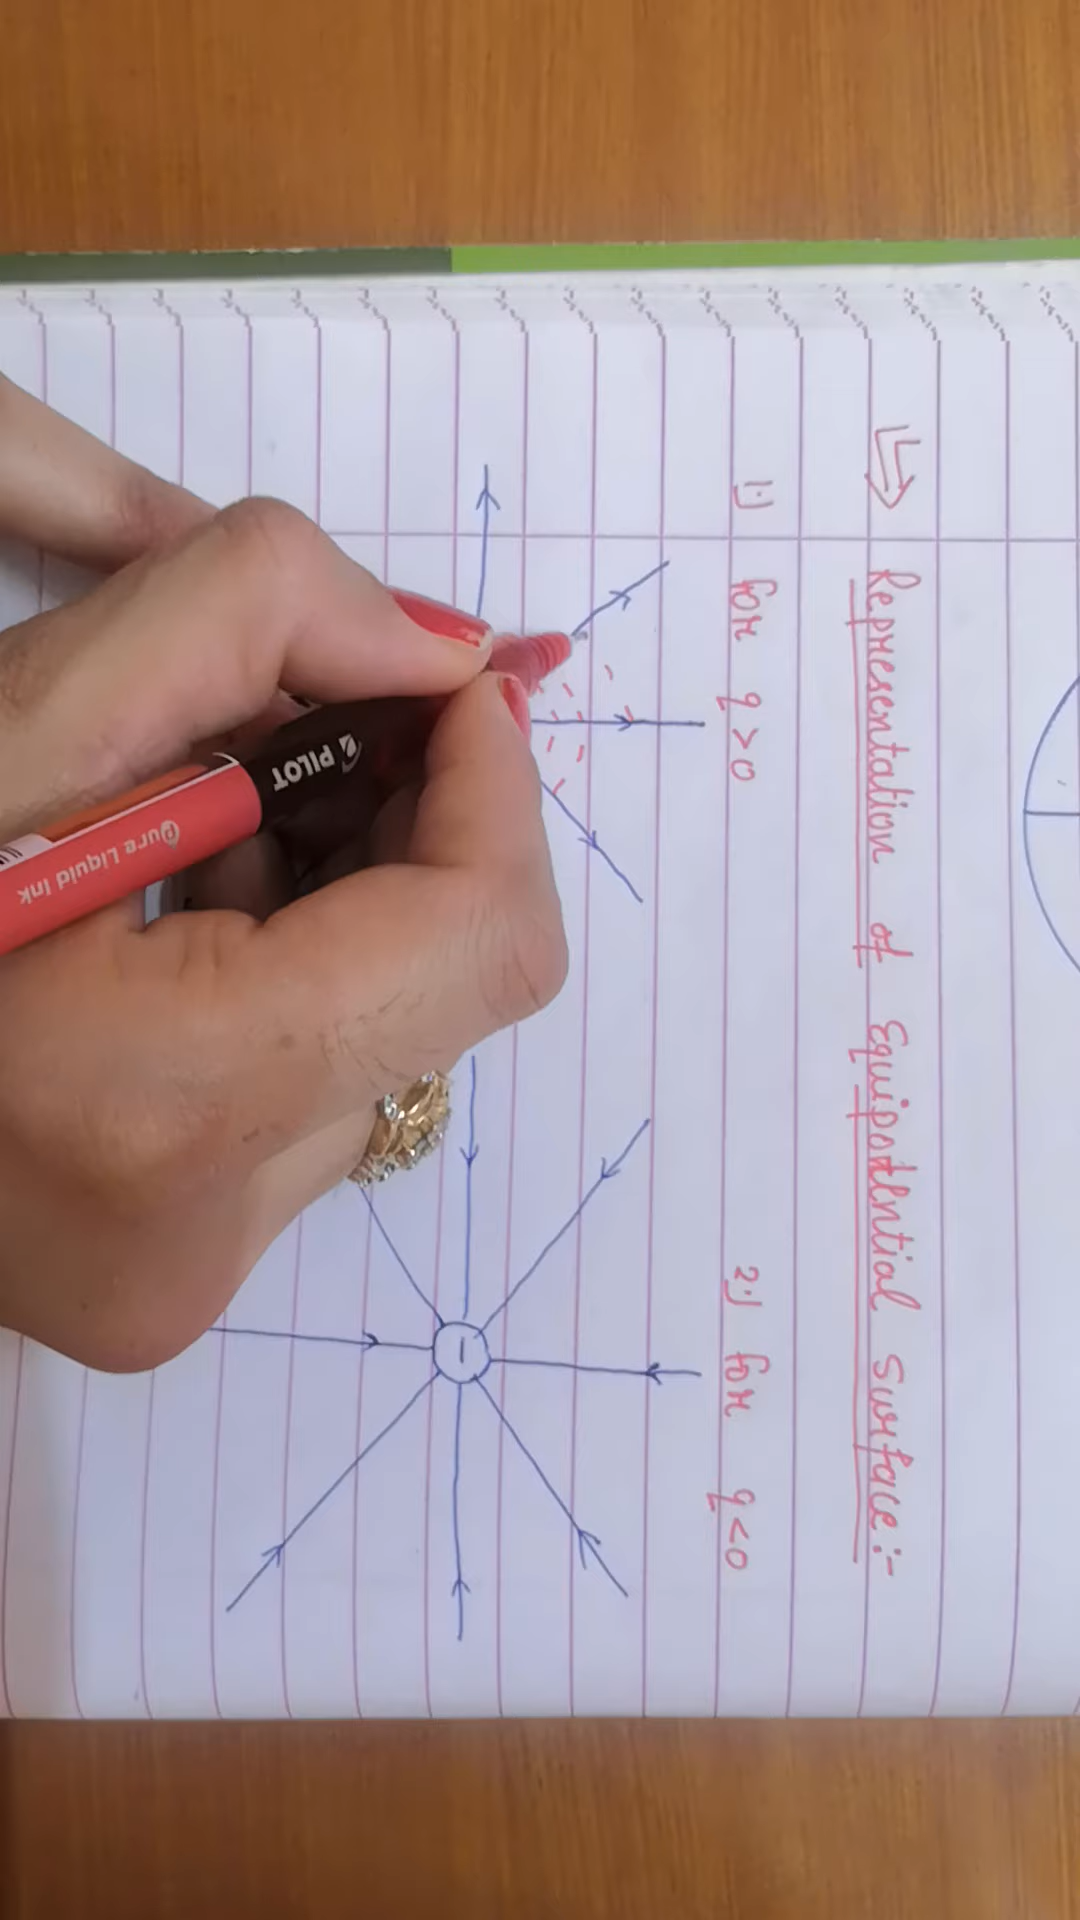 Representation of Equipotential Surface:-
1.) for q>0
2.) for q<0
PILOT
Pure Liquid Ink